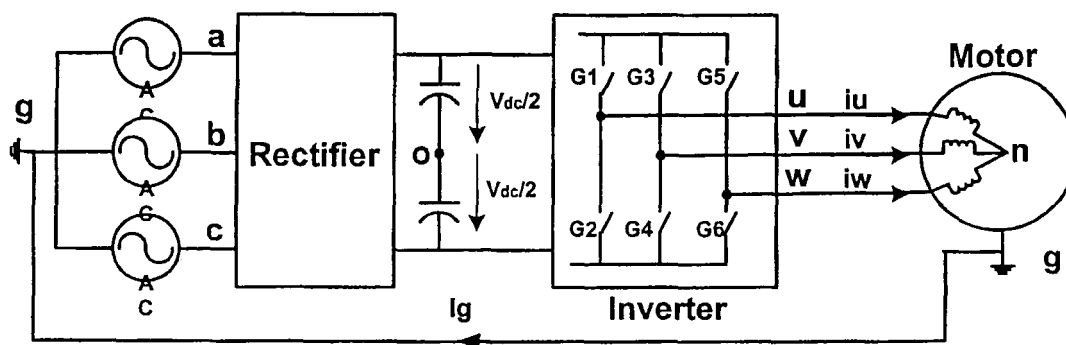 a
A
C
g
b
A
C
c
A
C
Rectifier
Vdc/2
o
Vdc/2
G1 G3 G5
G2 G4 G6
Inverter
u iu
v iv
w iw
Motor
n
g
Ig